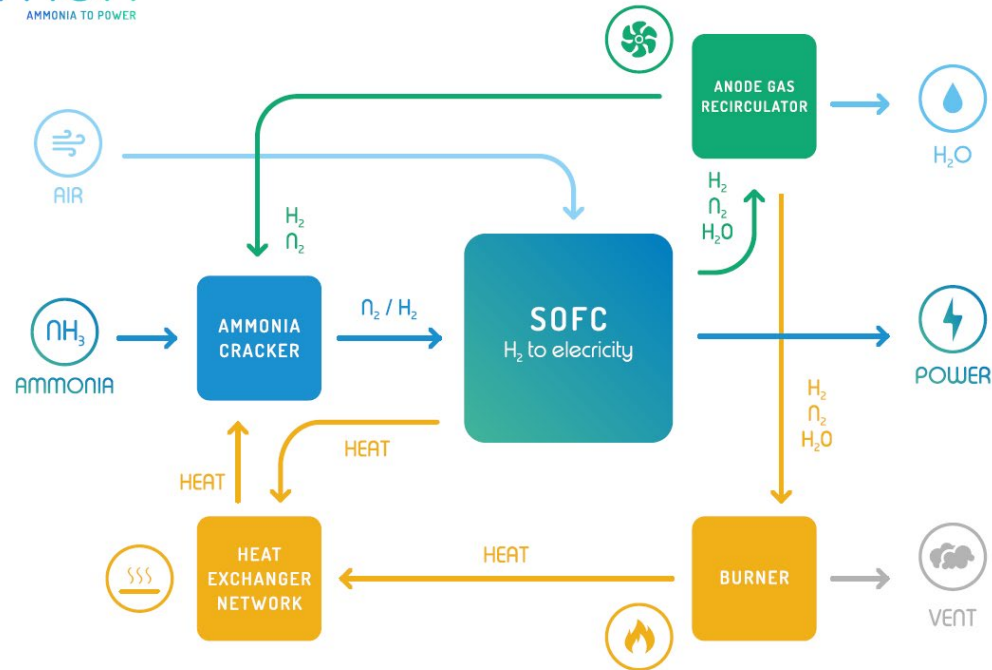 AMMONIA TO POWER
ANODE GAS
RECIRCULATOR
H₂O
AIR
H₂
N₂
H₂
N₂
H₂O
NH₃
AMMONIA
AMMONIA
CRACKER
N₂ / H₂
SOFC
H₂ to elecricity
POWER
H₂
N₂
H₂O
HEAT
HEAT
HEAT
EXCHANGER
NETWORK
HEAT
BURNER
VENT